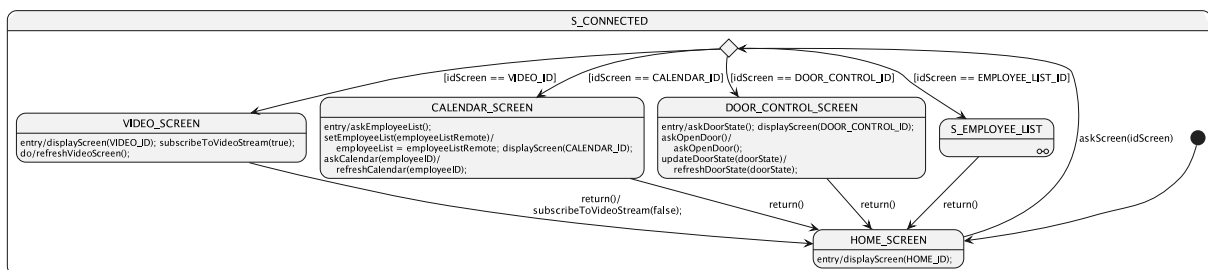 S_CONNECTED
[idScreen == VIDEO_ID]
[idScreen == CALENDAR_ID]
[idScreen == DOOR_CONTROL_ID]
[idScreen == EMPLOYEE_LIST_ID]
VIDEO_SCREEN
entry/displayScreen(VIDEO_ID); subscribeToVideoStream(true);
do/refreshVideoScreen();
CALENDAR_SCREEN
entry/askEmployeeList();
setEmployeeList(employeeListRemote)/
employeeList = employeeListRemote; displayScreen(CALENDAR_ID);
askCalendar(employeeID)/
refreshCalendar(employeeID);
DOOR_CONTROL_SCREEN
entry/askDoorState(); displayScreen(DOOR_CONTROL_ID);
askOpenDoor()/
askOpenDoor();
updateDoorState(doorState)/
refreshDoorState(doorState);
S_EMPLOYEE_LIST
askScreen(idScreen)
return()/
subscribeToVideoStream(false);
return()
return()
return()
HOME_SCREEN
entry/displayScreen(HOME_ID);